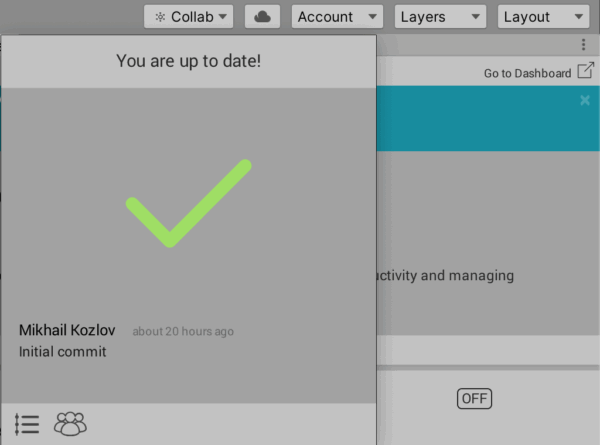 Collab
Account
Layers
Layout
You are up to date!
Go to Dashboard
and managing
Mikhail Kozlov about 20 hours ago
Initial commit
OFF